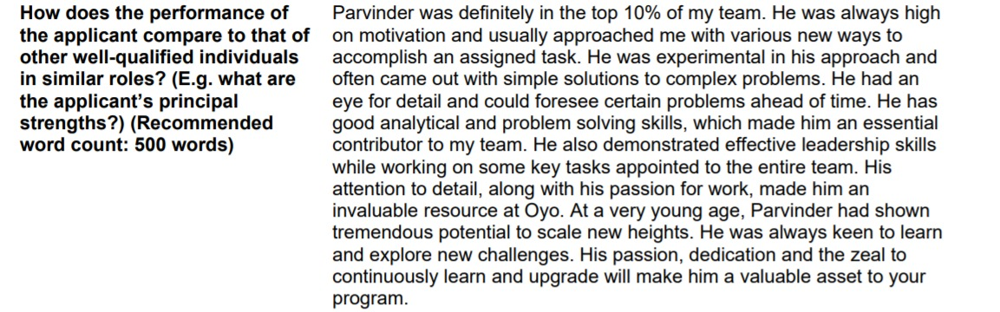 How does the performance of
the applicant compare to that of
other well-qualified individuals
in similar roles? (E.g. what are
the applicant's principal
strengths?) (Recommended
word count: 500 words)
Parvinder was definitely in the top 10% of my team. He was always high
on motivation and usually approached me with various new ways to
accomplish an assigned task. He was experimental in his approach and
often came out with simple solutions to complex problems. He had an
eye for detail and could foresee certain problems ahead of time. He has
good analytical and problem solving skills, which made him an essential
contributor to my team. He also demonstrated effective leadership skills
while working on some key tasks appointed to the entire team. His
attention to detail, along with his passion for work, made him an
invaluable resource at Oyo. At a very young age, Parvinder had shown
tremendous potential to scale new heights. He was always keen to learn
and explore new challenges. His passion, dedication and the zeal to
continuously learn and upgrade will make him a valuable asset to your
program.